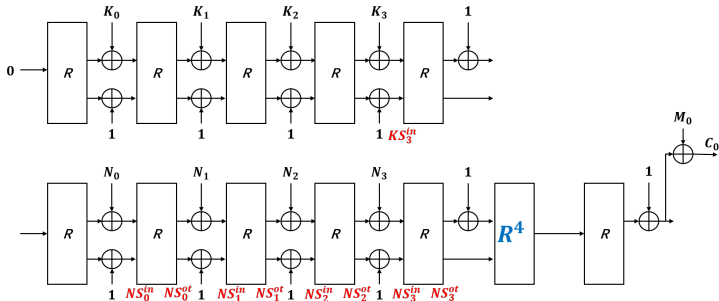 K₀ K₁ K₂ K₃ 1
0 R R R R R
1 1 1 1 KS₃ⁱⁿ
M₀
C₀
N₀ N₁ N₂ N₃ 1 1
R R R R R R⁴ R
1 NS₀ⁱⁿ NS₀ᵒᵗ 1 NS₁ⁱⁿ NS₁ᵒᵗ 1 NS₂ⁱⁿ NS₂ᵒᵗ 1 NS₃ⁱⁿ NS₃ᵒᵗ